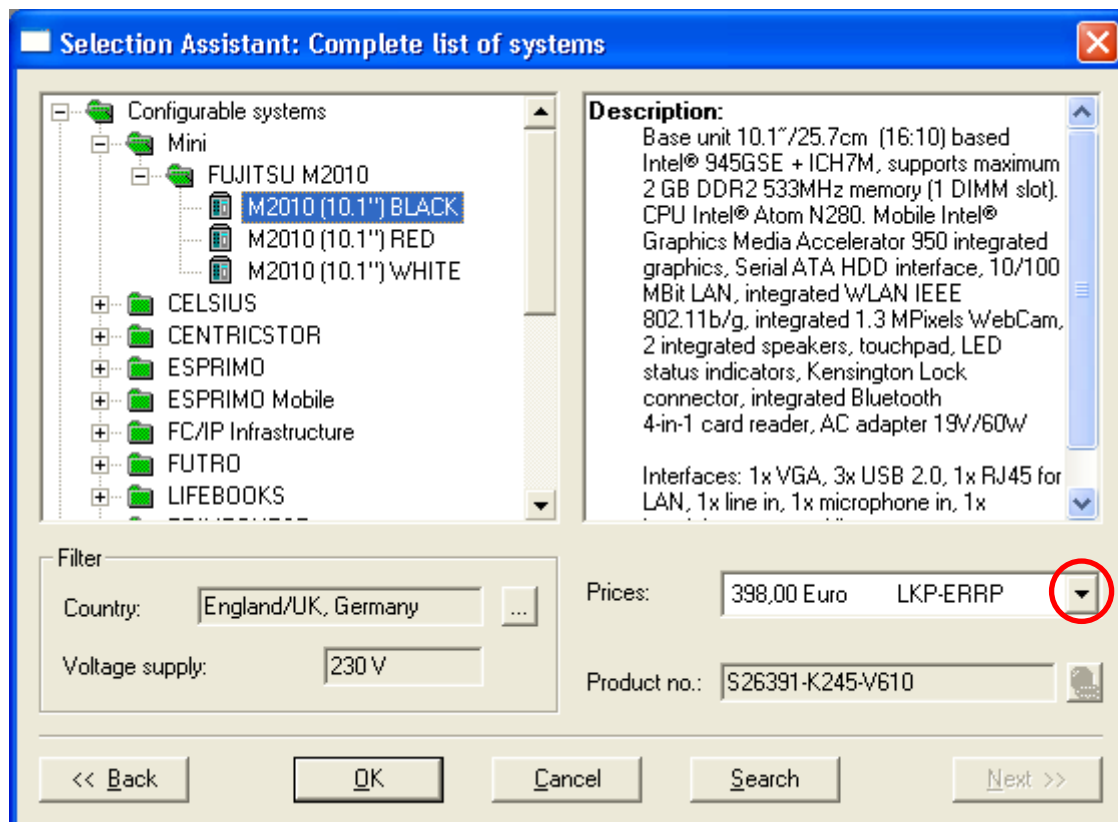 Selection Assistant: Complete list of systems
Configurable systems
Mini
FUJITSU M2010
M2010 (10.1") BLACK
M2010 (10.1") RED
M2010 (10.1") WHITE
CELSIUS
CENTRICSTOR
ESPRIMO
ESPRIMO Mobile
FC/IP Infrastructure
FUTRO
LIFEBOOKS
Description:
Base unit 10.1"/25.7cm (16:10) based
Intel® 945GSE + ICH7M, supports maximum
2 GB DDR2 533MHz memory (1 DIMM slot).
CPU Intel® Atom N280. Mobile Intel®
Graphics Media Accelerator 950 integrated
graphics, Serial ATA HDD interface, 10/100
MBit LAN, integrated WLAN IEEE
802.11b/g, integrated 1.3 MPixels WebCam,
2 integrated speakers, touchpad, LED
status indicators, Kensington Lock
connector, integrated Bluetooth
4-in-1 card reader, AC adapter 19V/60W
Interfaces: 1x VGA, 3x USB 2.0, 1x RJ45 for
LAN, 1x line in, 1x microphone in, 1x
Filter
Country: England/UK, Germany ...
Voltage supply: 230 V
Prices: 398,00 Euro LKP-ERRP
Product no.: S26391-K245-V610
<< Back OK Cancel Search Next >>